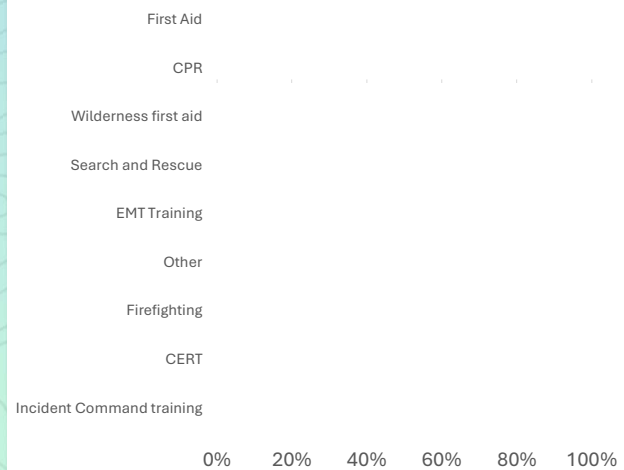 First Aid
CPR
Wilderness first aid
Search and Rescue
EMT Training
Other
Firefighting
CERT
Incident Command training
0% 20% 40% 60% 80% 100%